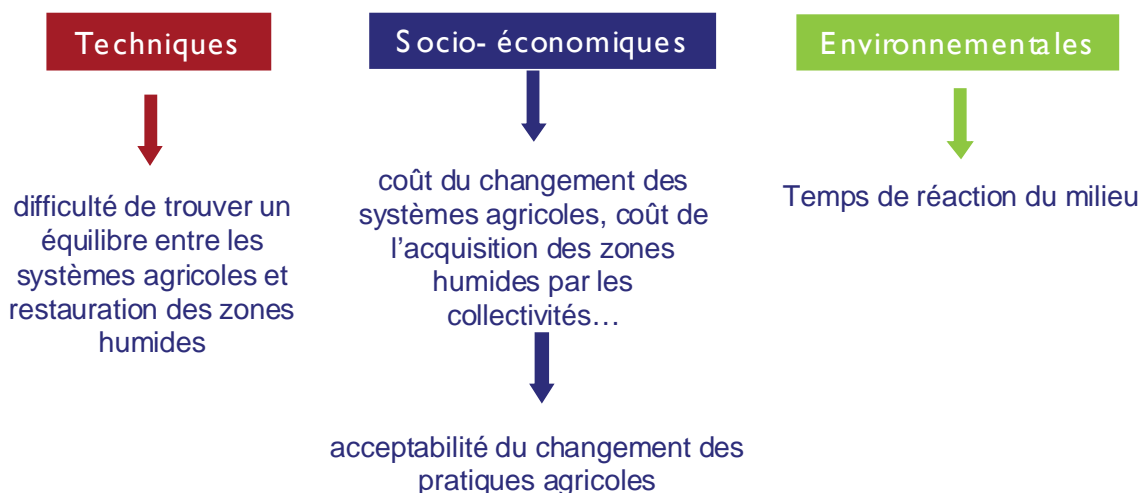 Techniques
difficulté de trouver un
équilibre entre les
systèmes agricoles et
restauration des zones
humides
Socio- économiques
coût du changement des
systèmes agricoles, coût de
l’acquisition des zones
humides par les
collectivités…
acceptabilité du changement des
pratiques agricoles
Environnementales
Temps de réaction du milieu